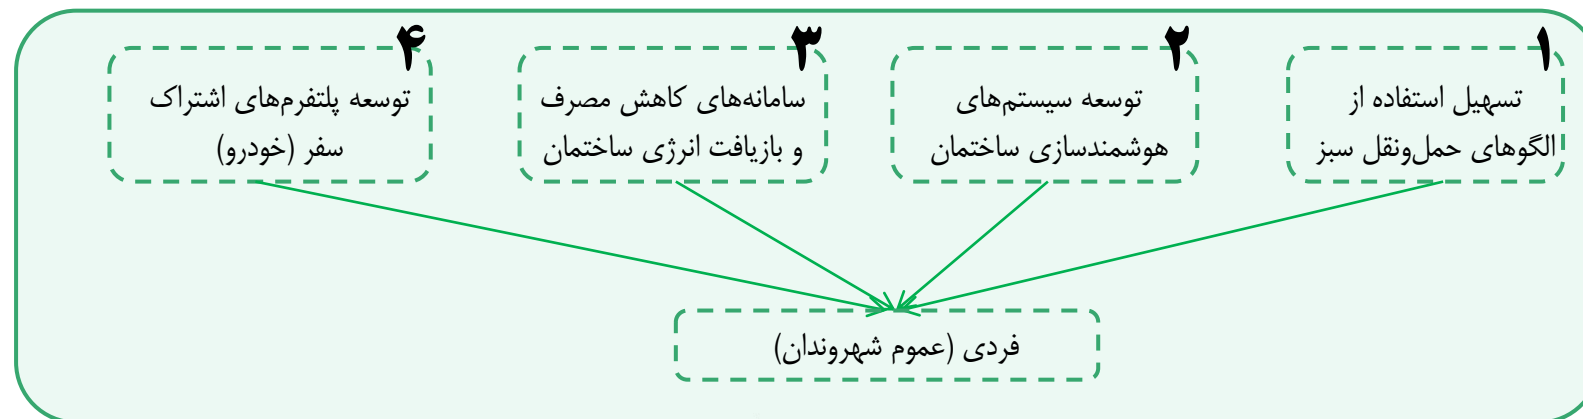 ۱
تسهیل استفاده از
الگوهای حمل‌ونقل سبز
۲
توسعه سیستم‌های
هوشمندسازی ساختمان
۳
سامانه‌های کاهش مصرف
و بازیافت انرژی ساختمان
۴
توسعه پلتفرم‌های اشتراک
سفر (خودرو)
فردی (عموم شهروندان)